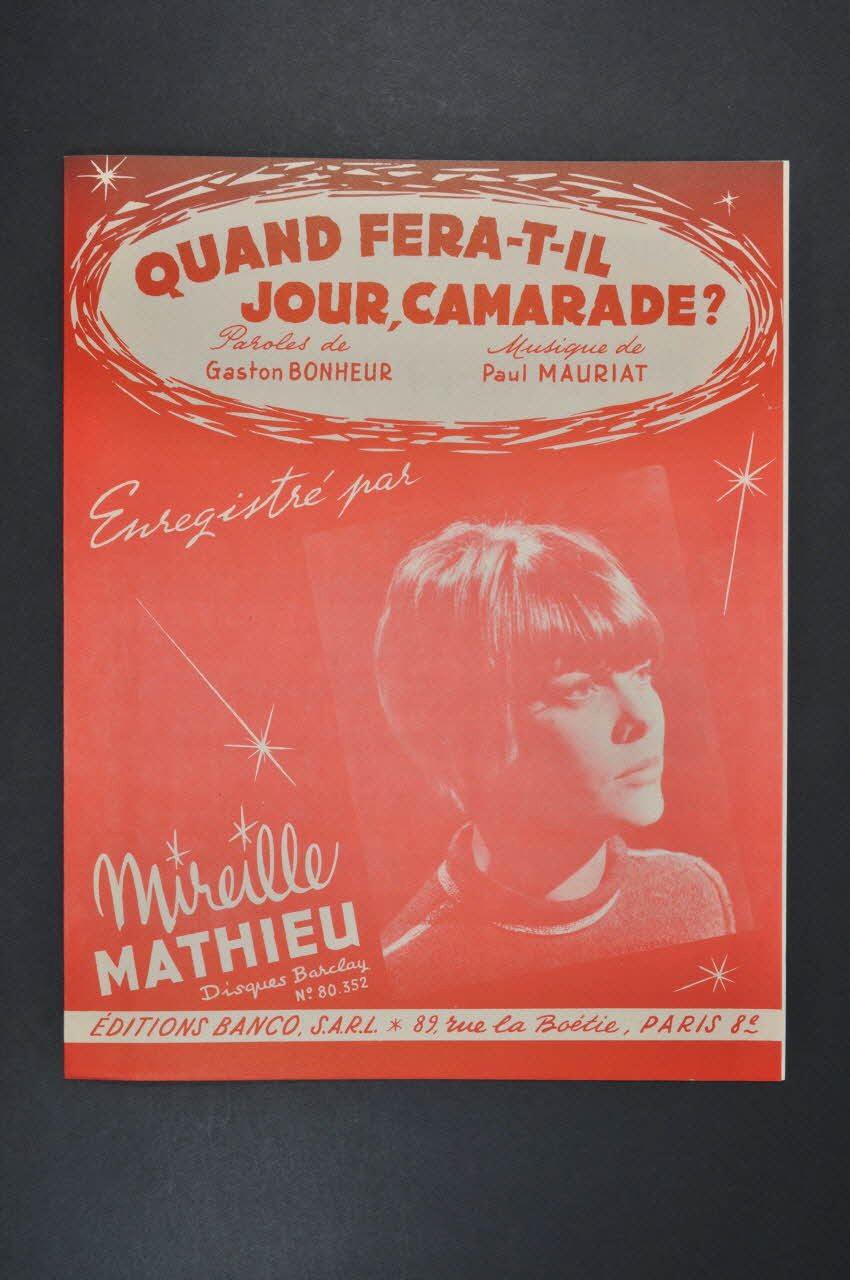 QUAND FERA-T-IL
JOUR, CAMARADE?
Paroles de
Gaston BONHEUR
Musique de
Paul MAURIAT
Enregistré par
Mireille
MATHIEU
Disques Barclay
N° 80.352
ÉDITIONS BANCO, S.A.R.L. * 89, rue la Boétie, PARIS 8e